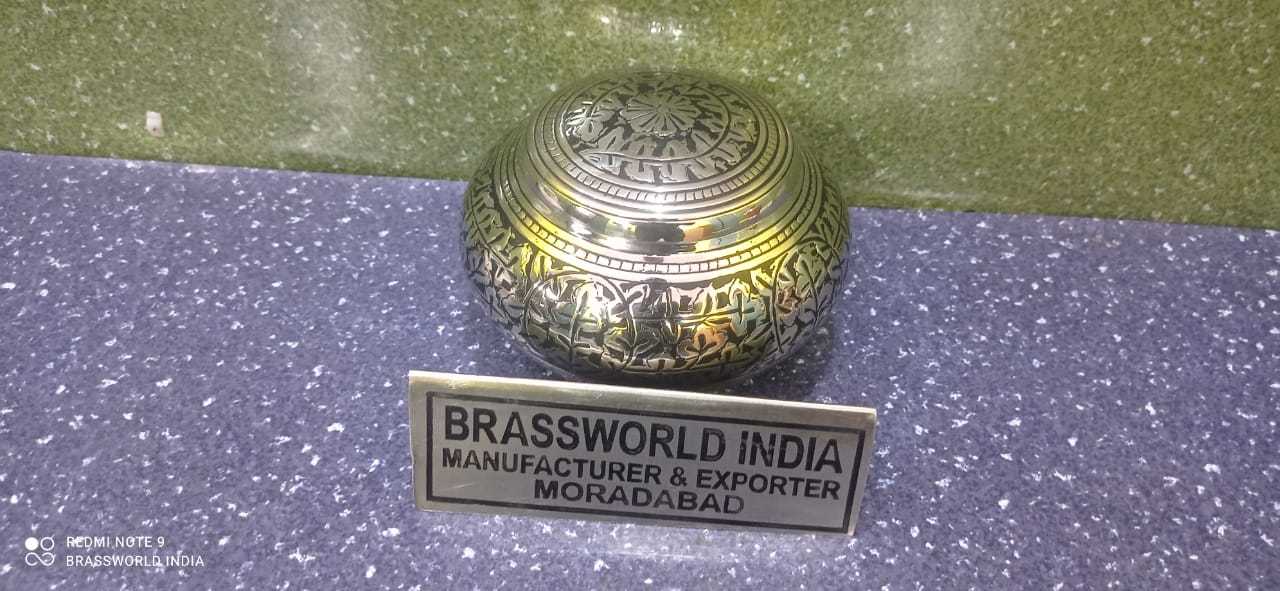 BRASSWORLD INDIA
MANUFACTURER & EXPORTER
MORADABAD
REDMI NOTE 9
BRASSWORLD INDIA